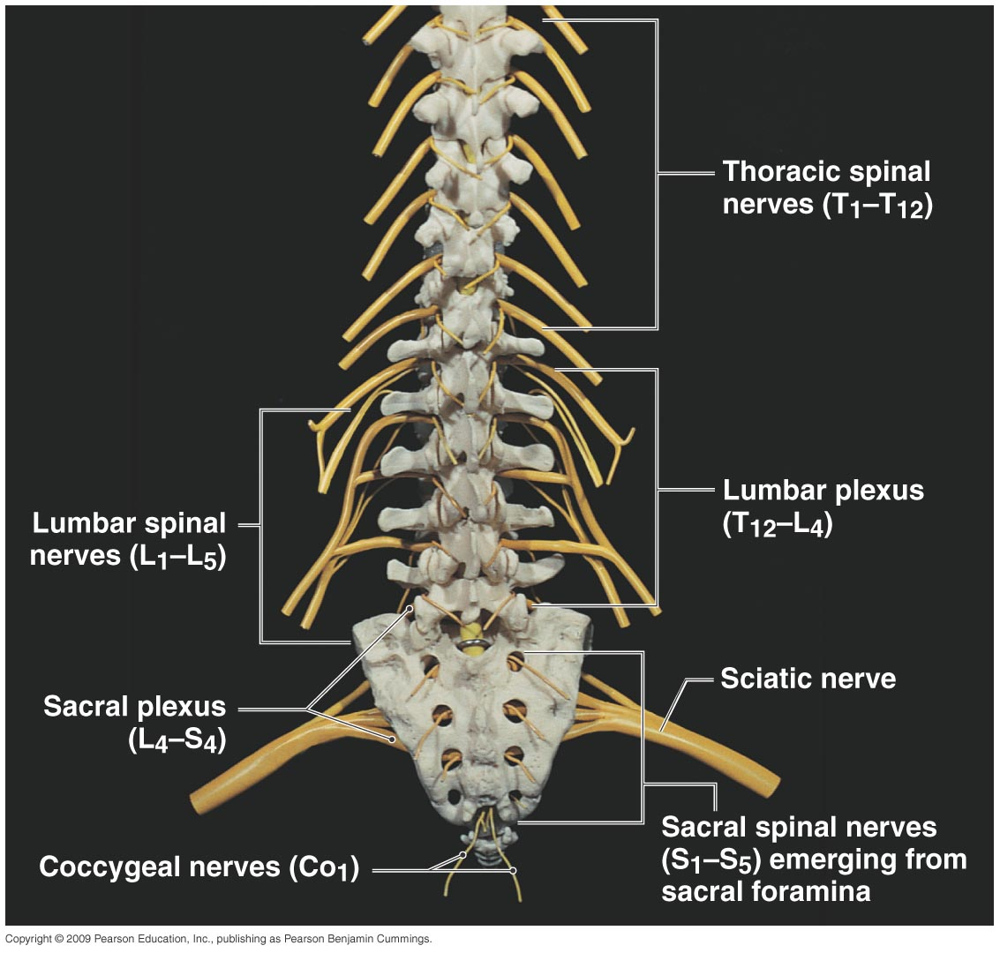 Thoracic spinal
nerves (T1–T12)
Lumbar plexus
(T12–L4)
Lumbar spinal
nerves (L1–L5)
Sciatic nerve
Sacral plexus
(L4–S4)
Sacral spinal nerves
(S1–S5) emerging from
sacral foramina
Coccygeal nerves (Co1)
Copyright © 2009 Pearson Education, Inc., publishing as Pearson Benjamin Cummings.